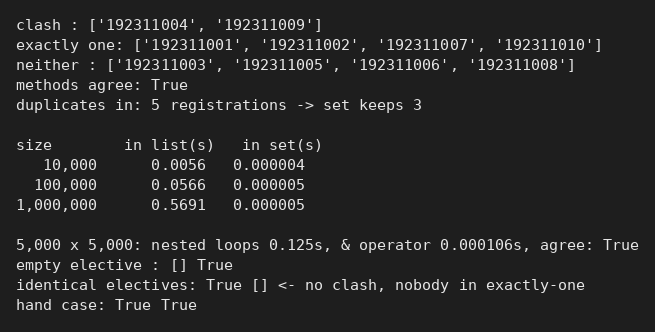 clash : ['192311004', '192311009']
exactly one: ['192311001', '192311002', '192311007', '192311010']
neither : ['192311003', '192311005', '192311006', '192311008']
methods agree: True
duplicates in: 5 registrations -> set keeps 3
size        in list(s)   in set(s)
   10,000      0.0056   0.000004
  100,000      0.0566   0.000005
1,000,000      0.5691   0.000005
5,000 x 5,000: nested loops 0.125s, & operator 0.000106s, agree: True
empty elective : [] True
identical electives: True [] <- no clash, nobody in exactly-one
hand case: True True